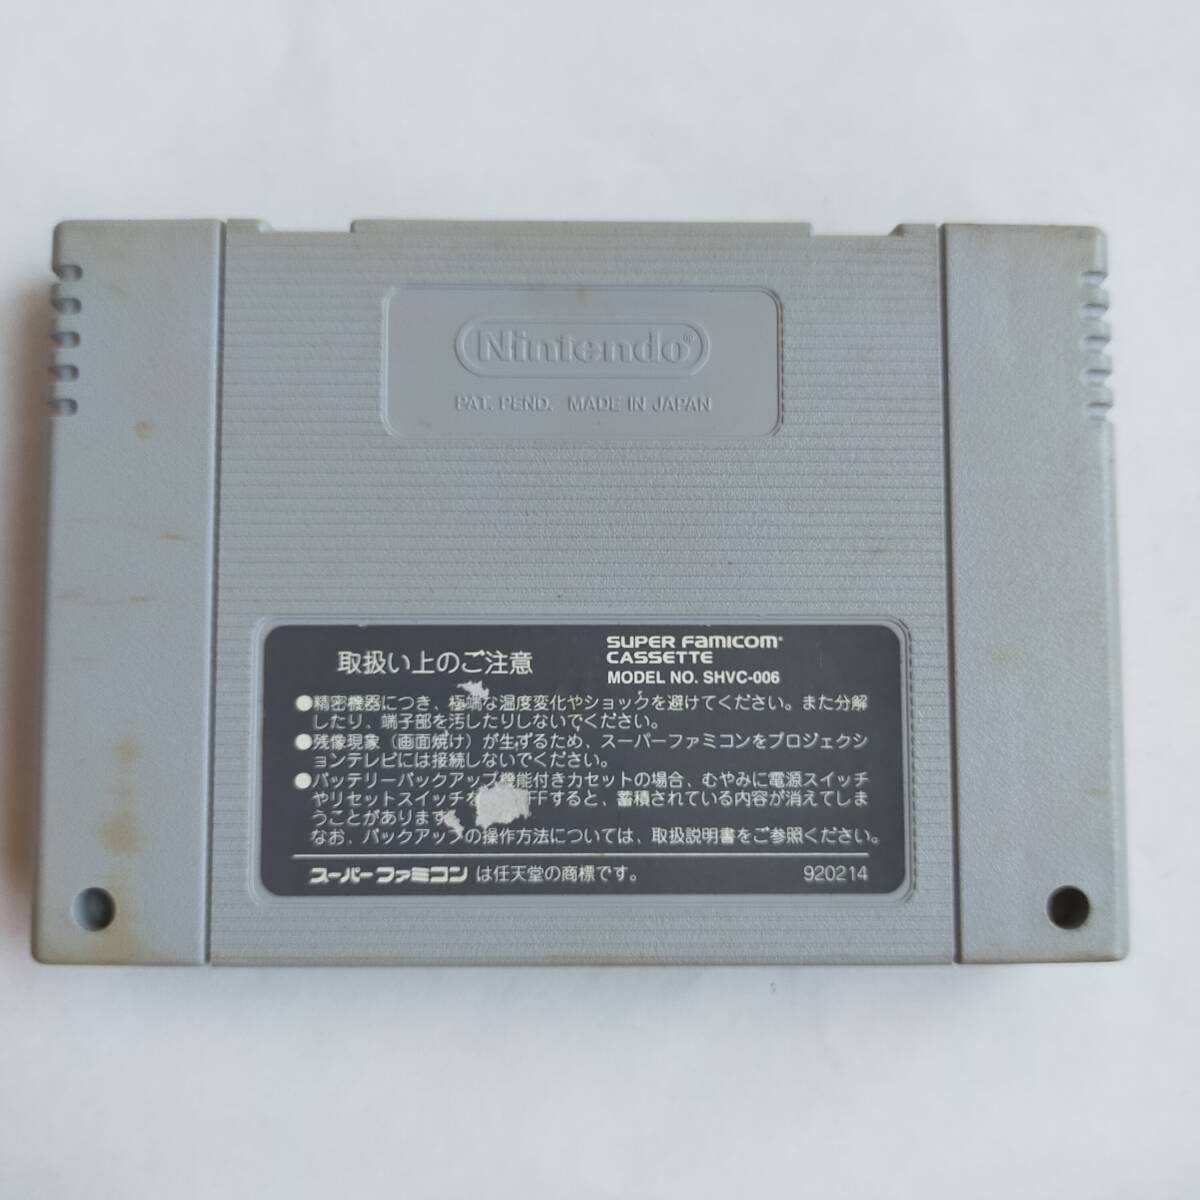 Nintendo®
PAT. PEND. MADE IN JAPAN
取扱い上のご注意
SUPER FAMICOM
CASSETTE
MODEL NO. SHVC-006
●精密機器につき、極端な温度変化やショックを避けてください。また分解
したり、端子部を汚したりしないでください。
●残像現象(画面焼け)が生ずるため、スーパーファミコンをプロジェクシ
ョンテレビには接続しないでください。
●バッテリーバックアップ機能付きカセットの場合、むやみに電源スイッチ
やリセットスイッチを FFすると、蓄積されている内容が消えてしま
うことがあります
なお、バックアップの操作方法については、取扱説明書をご参照ください。
スーパーファミコン は任天堂の商標です。
920214